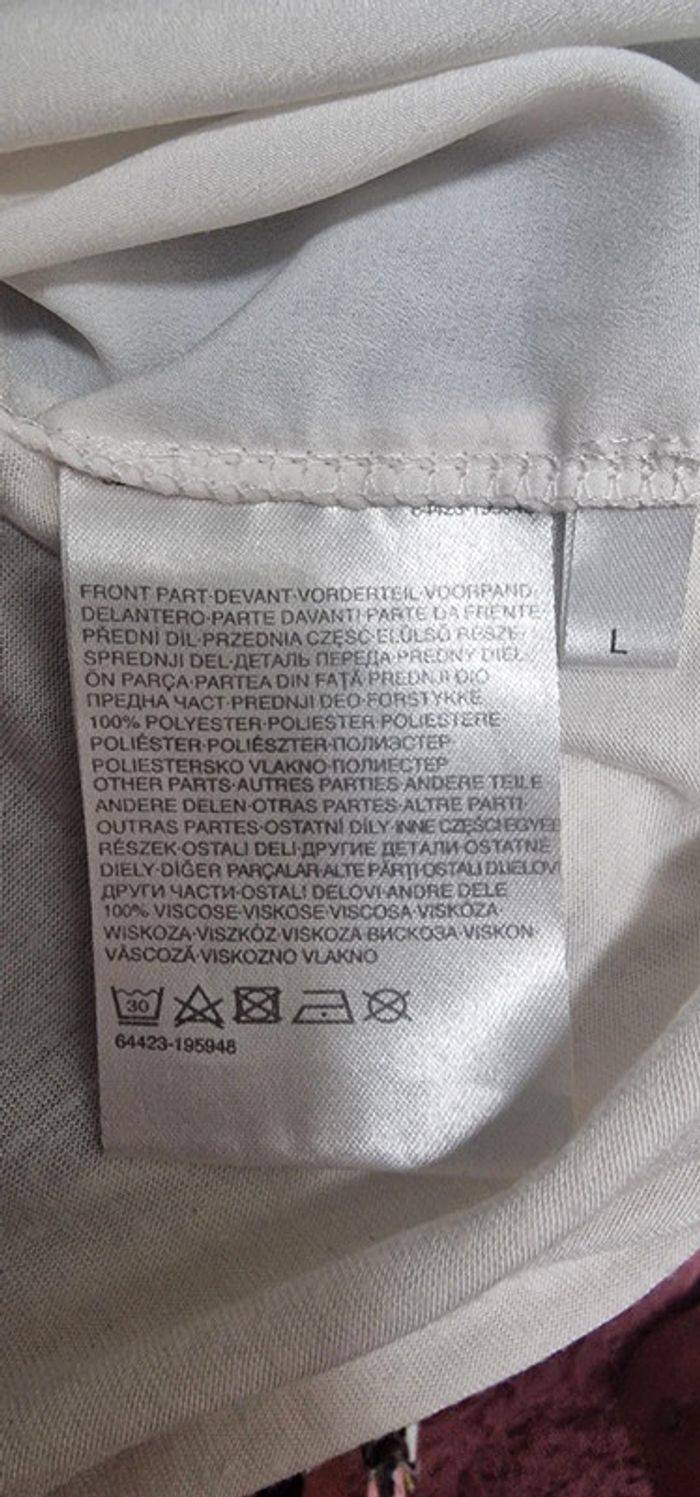 FRONT PART·DEVANT·VORDERTEIL·VOORPAND·
DELANTERO·PARTE DAVANTI·PARTE DA FRENTE·
PŘEDNÍ DÍL·PRZEDNIA CZĘŚĆ·ELÜLSŐ RÉSZE·
SPREDNJI DEL·ДЕТАЛЬ ПЕРЕДА·PREDNÝ DIEL·
ÖN PARÇA·PARTEA DIN FAȚĂ·PREDNJI DIO·
ПРЕДНА ЧАСТ·PREDNJI DEO·FORSTYKKE
100% POLYESTER·POLIESTER·POLIESTERE·
POLIÉSTER·POLIÉSZTER·ПОЛИЭСТЕР·
POLIESTERSKO VLAKNO·ПОЛИЕСТЕР
OTHER PARTS·AUTRES PARTIES·ANDERE TEILE·
ANDERE DELEN·OTRAS PARTES·ALTRE PARTI·
OUTRAS PARTES·OSTATNÍ DÍLY·INNE CZĘŚCI·EGYÉB
RÉSZEK·OSTALI DELI·ДРУГИЕ ДЕТАЛИ·OSTATNÉ
DIELY·DİĞER PARÇALAR·ALTE PĂRȚI·OSTALI DIJELOVI
ДРУГИ ЧАСТИ·OSTALI DELOVI·ANDRE DELE
100% VISCOSE·VISKOSE·VISCOSA·VISKÓZA·
WISKOZA·VISZKÓZ·VISKOZA·ВИСКОЗА·VISKON·
VÂSCOZĂ·VISKOZNO VLAKNO
30
64423-195948
L